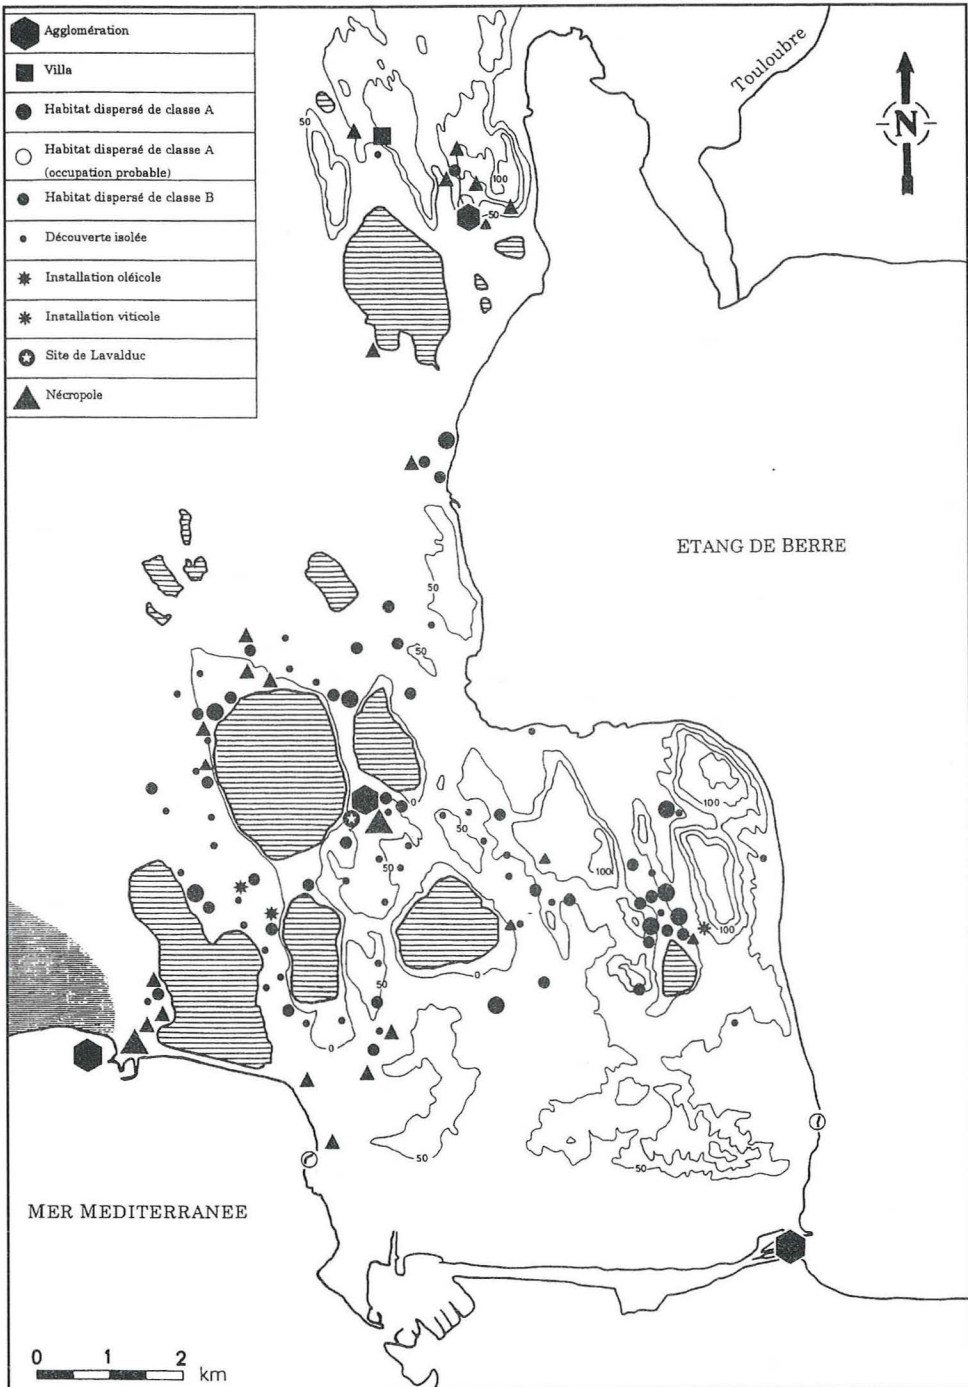 Agglomération
Villa
Habitat dispersé de classe A
Habitat dispersé de classe A
(occupation probable)
Habitat dispersé de classe B
Découverte isolée
Installation oléicole
Installation viticole
Site de Lavalduc
Nécropole
Touloubre
N
50
100
50
ETANG DE BERRE
50
50
0
100
50
100
50
100
0
50
0
50
50
MER MEDITERRANEE
0 1 2
km